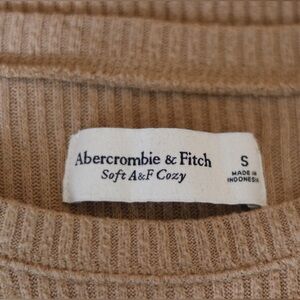 Abercrombie & Fitch
Soft A&F Cozy
S
MADE IN
INDONESIA